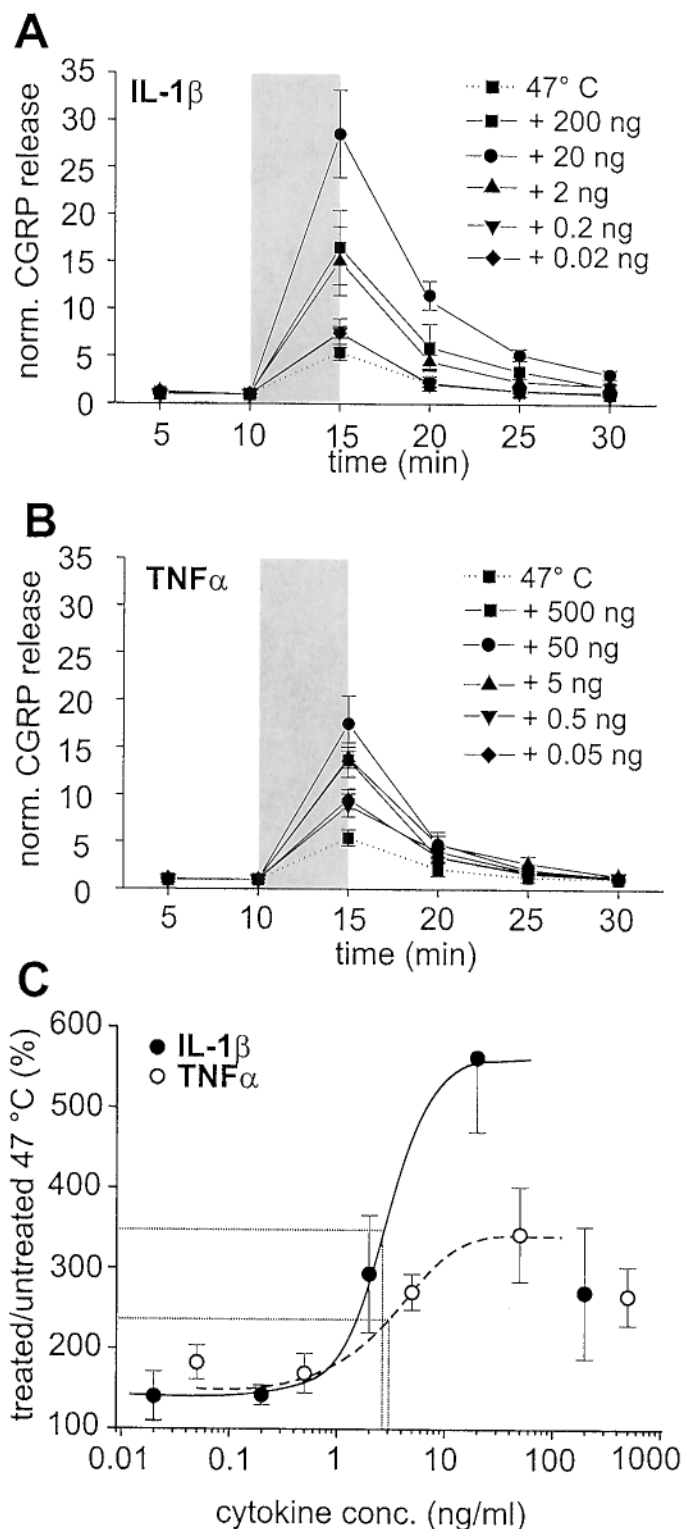 A
IL-1β
norm. CGRP release
35
30
25
20
15
10
5
0
47° C
+ 200 ng
+ 20 ng
+ 2 ng
+ 0.2 ng
+ 0.02 ng
5 10 15 20 25 30
time (min)
B
TNFα
norm. CGRP release
35
30
25
20
15
10
5
0
47° C
+ 500 ng
+ 50 ng
+ 5 ng
+ 0.5 ng
+ 0.05 ng
5 10 15 20 25 30
time (min)
C
treated/untreated 47 °C (%)
600
500
400
300
200
100
IL-1β
TNFα
0.01 0.1 1 10 100 1000
cytokine conc. (ng/ml)